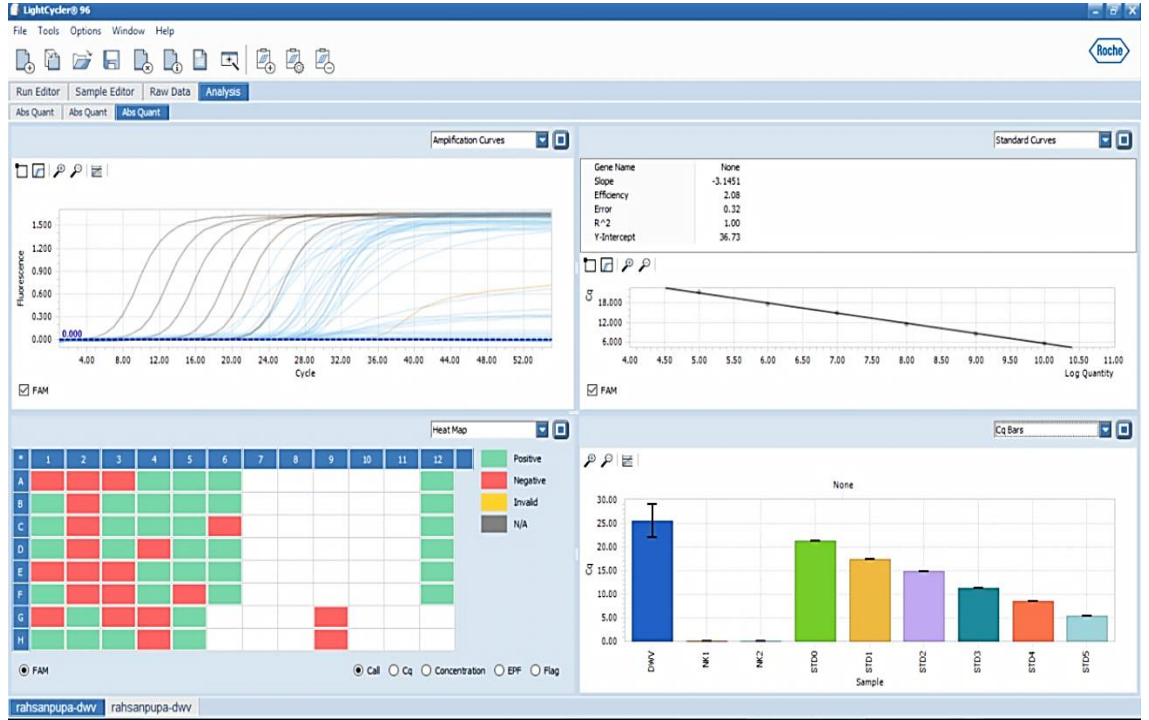 LightCycler® 96
File Tools Options Window Help
Roche
Run Editor Sample Editor Raw Data Analysis
Abs Quant Abs Quant Abs Quant
Amplification Curves
1.500
1.200
0.900
0.600
0.300
0.000
Fluorescence
0.000
4.00 8.00 12.00 16.00 20.00 24.00 28.00 32.00 36.00 40.00 44.00 48.00 52.00
Cycle
FAM
Standard Curves
Gene Name None
Slope -3.1451
Efficiency 2.08
Error 0.32
R^2 1.00
Y-Intercept 36.73
Cq
18.000
12.000
6.000
4.00 4.50 5.00 5.50 6.00 6.50 7.00 7.50 8.00 8.50 9.00 9.50 10.00 10.50 11.00
Log Quantity
FAM
Heat Map
* 1 2 3 4 5 6 7 8 9 10 11 12
A
B
C
D
E
F
G
H
Positive
Negative
Invalid
N/A
FAM
Call Cq Concentration EPF Flag
Cq Bars
None
30.00
25.00
20.00
15.00
10.00
5.00
0.00
Cq
DWV NK1 NK2 STD0 STD1 STD2 STD3 STD4 STD5
Sample
rahsanpupa-dwv rahsanpupa-dwv